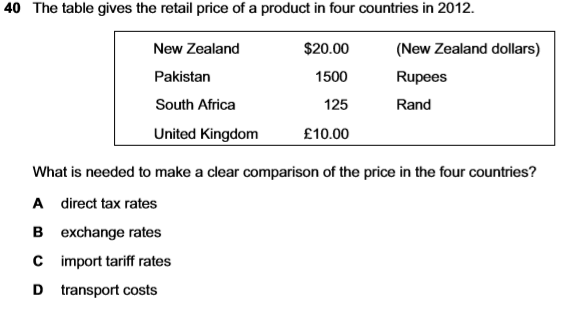 40 The table gives the retail price of a product in four countries in 2012.
New Zealand $20.00 (New Zealand dollars)
Pakistan 1500 Rupees
South Africa 125 Rand
United Kingdom £10.00
What is needed to make a clear comparison of the price in the four countries?
A direct tax rates
B exchange rates
C import tariff rates
D transport costs